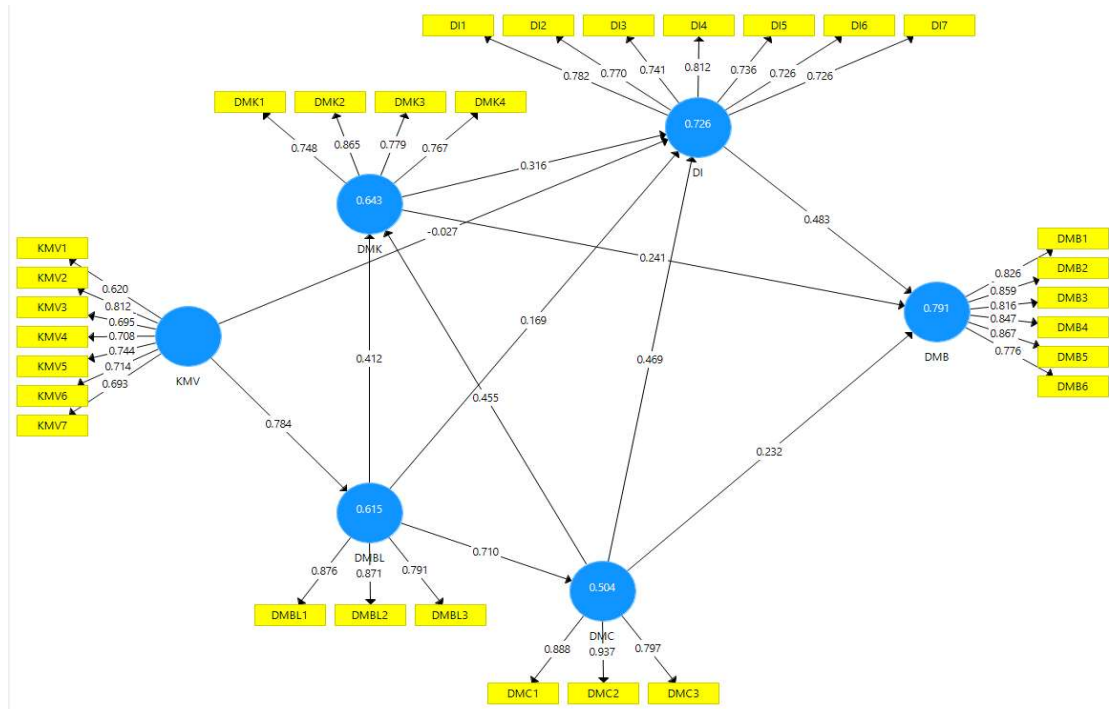 DI1 DI2 DI3 DI4 DI5 DI6 DI7
0.782 0.770 0.741 0.812 0.736 0.726 0.726
DMK1 DMK2 DMK3 DMK4
0.748 0.865 0.779 0.767
0.726
DI
0.316
0.643
DMK
-0.027
0.483
0.241
KMV1
KMV2
KMV3
KMV4
KMV5
KMV6
KMV7
0.620
0.812
0.695
0.708
0.744
0.714
0.693
KMV
DMB1
DMB2
DMB3
DMB4
DMB5
DMB6
0.826
0.859
0.816
0.847
0.867
0.776
0.791
DMB
0.169
0.412
0.469
0.455
0.784
0.232
0.615
DMBL
0.710
0.876 0.871 0.791
DMBL1 DMBL2 DMBL3
0.504
DMC
0.888 0.937 0.797
DMC1 DMC2 DMC3